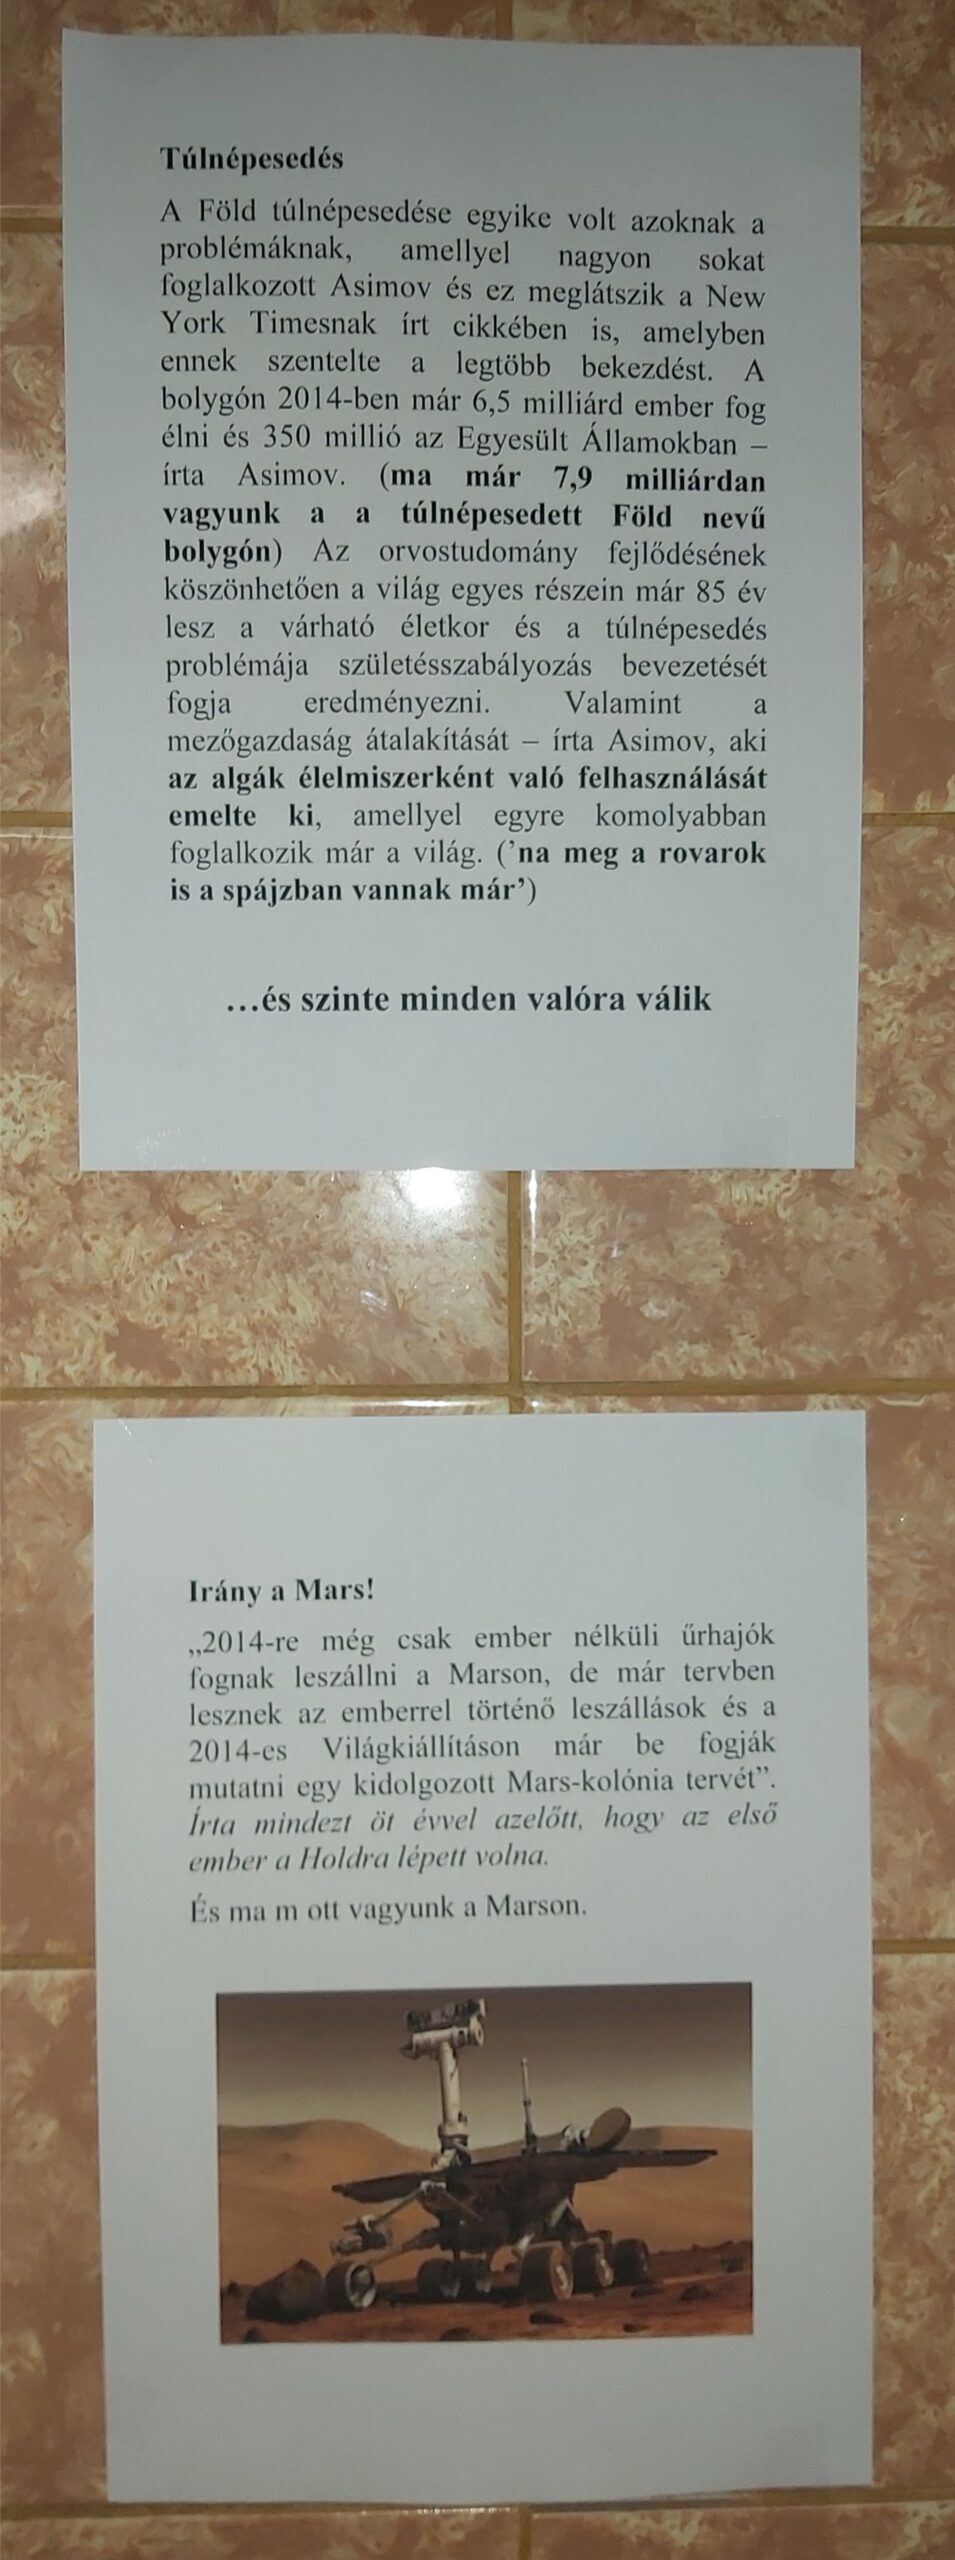 Túlnépesedés
A Föld túlnépesedése egyike volt azoknak a
problémáknak, amellyel nagyon sokat
foglalkozott Asimov és ez meglátszik a New
York Timesnak írt cikkében is, amelyben
ennek szentelte a legtöbb bekezdést. A
bolygón 2014-ben már 6,5 milliárd ember fog
élni és 350 millió az Egyesült Államokban –
írta Asimov. (ma már 7,9 milliárdan
vagyunk a a túlnépesedett Föld nevű
bolygón) Az orvostudomány fejlődésének
köszönhetően a világ egyes részein már 85 év
lesz a várható életkor és a túlnépesedés
problémája születésszabályozás bevezetését
fogja eredményezni. Valamint a
mezőgazdaság átalakítását – írta Asimov, aki
az algák élelmiszerként való felhasználását
emelte ki, amellyel egyre komolyabban
foglalkozik már a világ. (’na meg a rovarok
is a spájzban vannak már’)
…és szinte minden valóra válik
Irány a Mars!
„2014-re még csak ember nélküli űrhajók
fognak leszállni a Marson, de már tervben
lesznek az emberrel történő leszállások és a
2014-es Világkiállításon már be fogják
mutatni egy kidolgozott Mars-kolónia tervét”.
Írta mindezt öt évvel azelőtt, hogy az első
ember a Holdra lépett volna.
És ma m ott vagyunk a Marson.